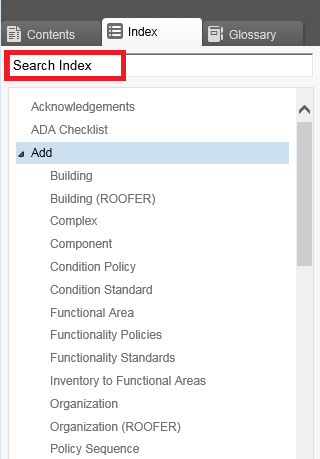 Contents Index Glossary
Search Index
Acknowledgements
ADA Checklist
Add
Building
Building (ROOFER)
Complex
Component
Condition Policy
Condition Standard
Functional Area
Functionality Policies
Functionality Standards
Inventory to Functional Areas
Organization
Organization (ROOFER)
Policy Sequence